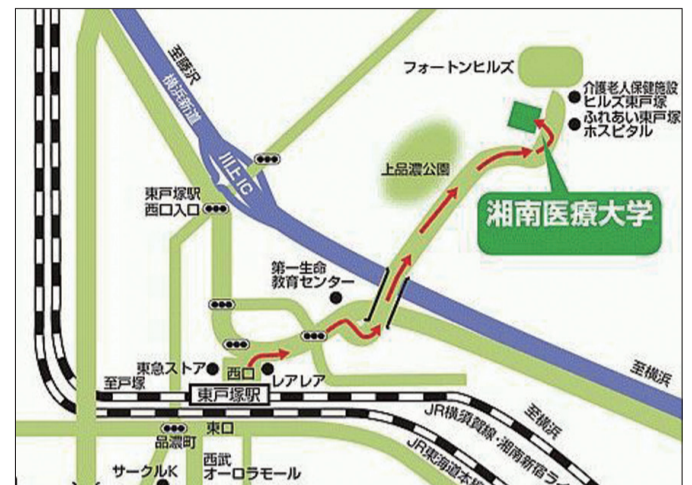 フォートンヒルズ
介護老人保健施設
ヒルズ東戸塚
ふれあい東戸塚
ホスピタル
至藤沢
横浜新道
川上IC
上品濃公園
湘南医療大学
東戸塚駅
西口入口
第一生命
教育センター
東急ストア
西口
レアレア
至横浜
至戸塚
東戸塚駅
至横浜
JR横須賀線・湘南新宿ライ
JR東海道本線
品濃町
東口
サークルK
西武
オーロラモール